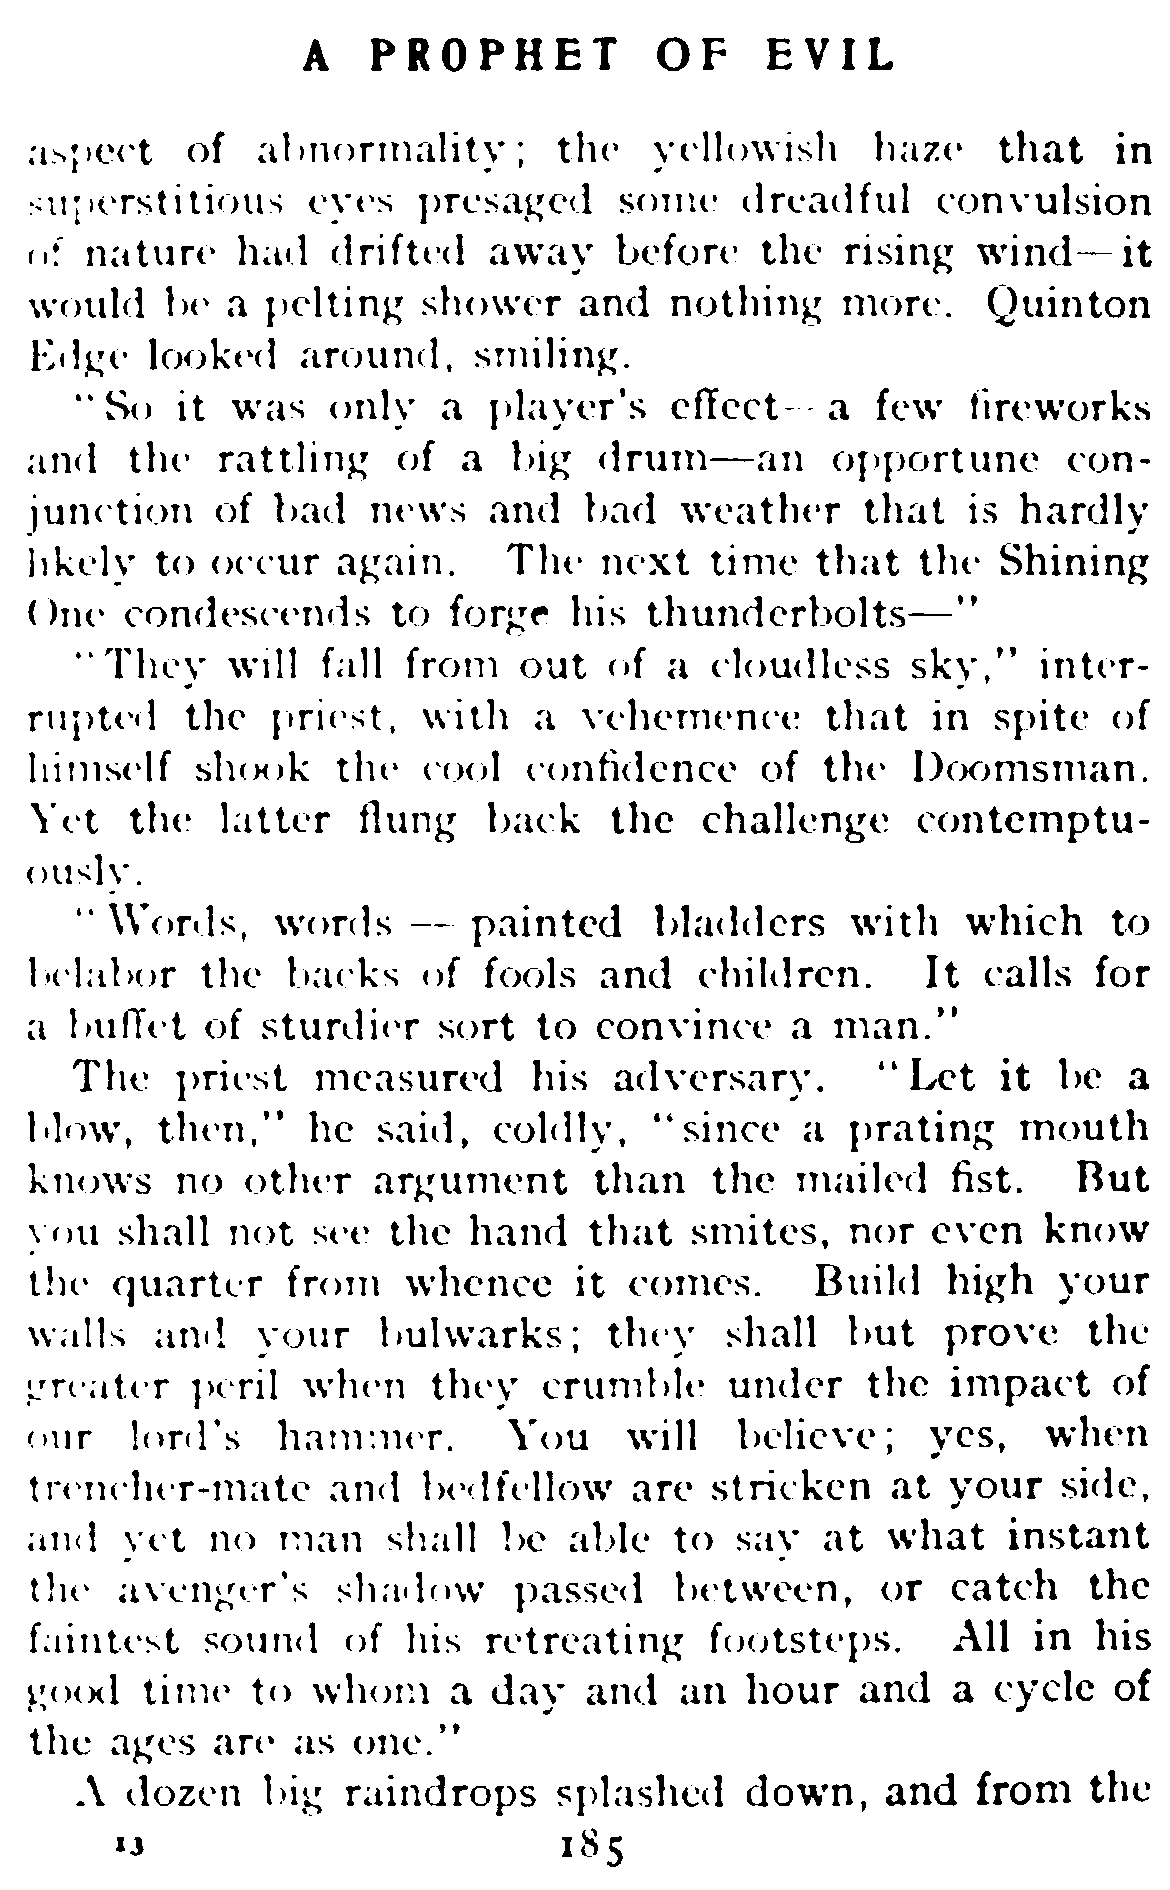 A PROPHET OF EVIL
aspect of abnormality; the yellowish haze that in
superstitious eyes presaged some dreadful convulsion
of nature had drifted away before the rising wind—it
would be a pelting shower and nothing more. Quinton
Edge looked around, smiling.
"So it was only a player's effect—a few fireworks
and the rattling of a big drum—an opportune con-
junction of bad news and bad weather that is hardly
likely to occur again. The next time that the Shining
One condescends to forge his thunderbolts—"
"They will fall from out of a cloudless sky," inter-
rupted the priest, with a vehemence that in spite of
himself shook the cool confidence of the Doomsman.
Yet the latter flung back the challenge contemptu-
ously.
"Words, words — painted bladders with which to
belabor the backs of fools and children. It calls for
a buffet of sturdier sort to convince a man."
The priest measured his adversary. "Let it be a
blow, then," he said, coldly, "since a prating mouth
knows no other argument than the mailed fist. But
you shall not see the hand that smites, nor even know
the quarter from whence it comes. Build high your
walls and your bulwarks; they shall but prove the
greater peril when they crumble under the impact of
our lord's hammer. You will believe; yes, when
trencher-mate and bedfellow are stricken at your side,
and yet no man shall be able to say at what instant
the avenger's shadow passed between, or catch the
faintest sound of his retreating footsteps. All in his
good time to whom a day and an hour and a cycle of
the ages are as one."
A dozen big raindrops splashed down, and from the
13 185